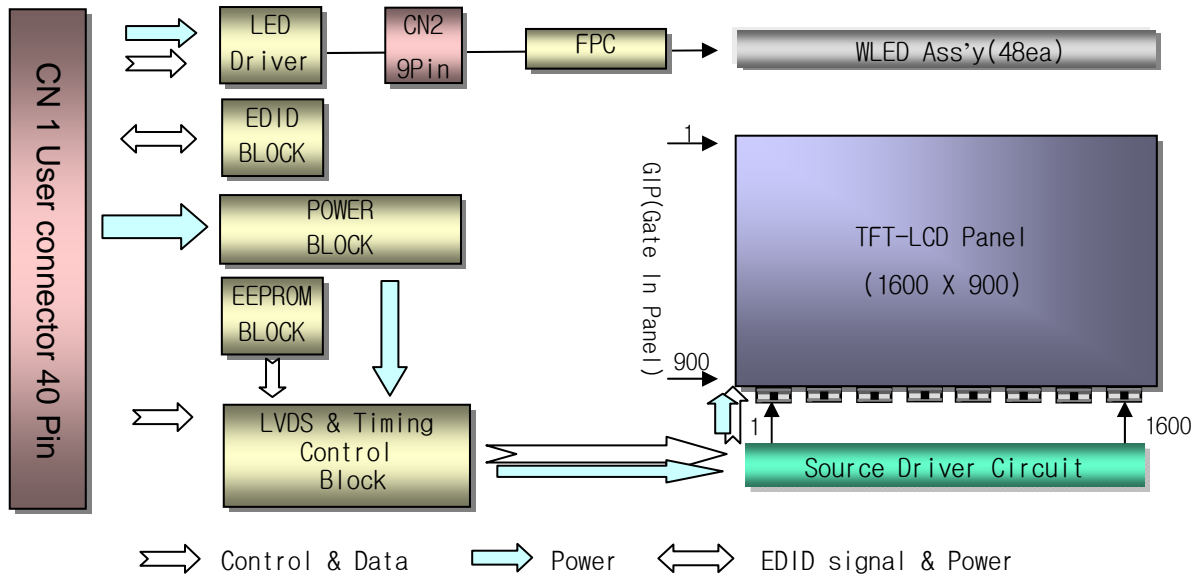 CN 1 User connector 40 Pin
LED
Driver
CN2
9Pin
FPC
WLED Ass'y(48ea)
EDID
BLOCK
POWER
BLOCK
EEPROM
BLOCK
LVDS & Timing
Control
Block
1
GIP(Gate In Panel)
900
TFT-LCD Panel
(1600 X 900)
1
1600
Source Driver Circuit
Control & Data
Power
EDID signal & Power